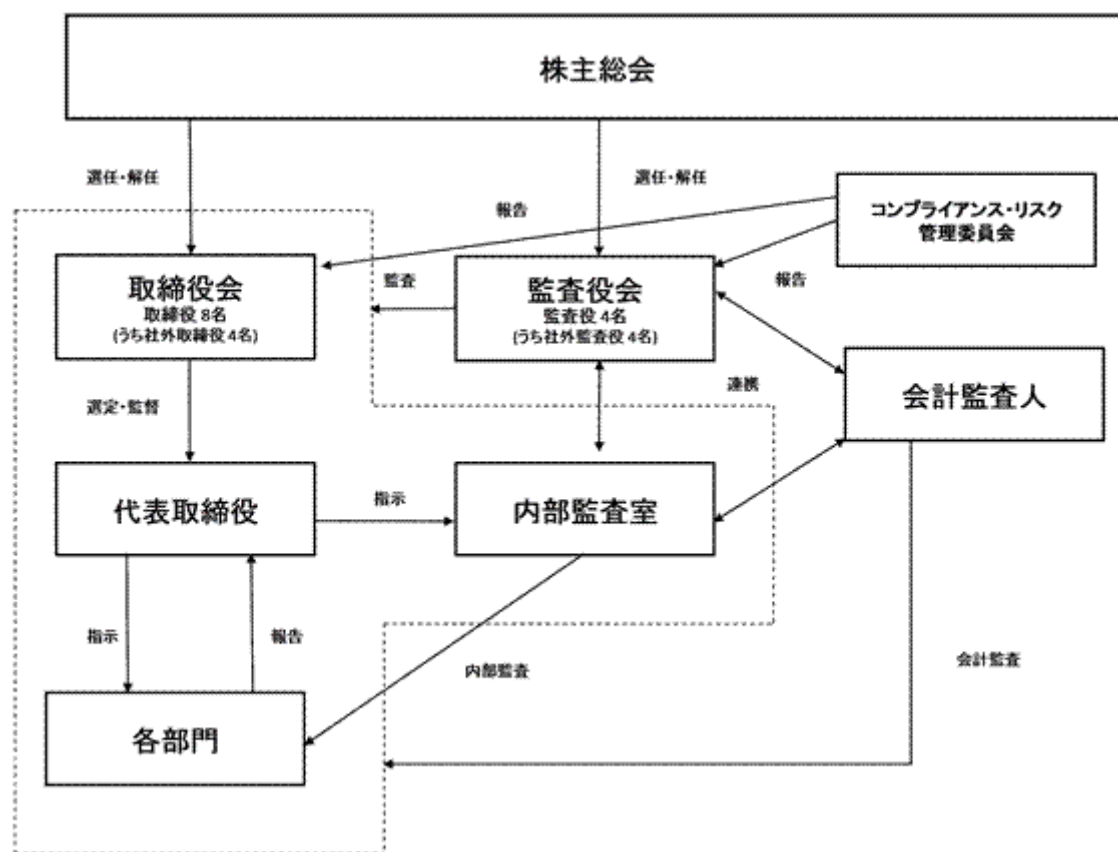 株主総会
選任・解任
選任・解任
報告
コンプライアンス・リスク
管理委員会
取締役会
取締役 8名
(うち社外取締役 4名)
監査
監査役会
監査役 4名
(うち社外監査役 4名)
報告
選定・監督
連携
会計監査人
代表取締役
指示
内部監査室
指示
報告
内部監査
会計監査
各部門